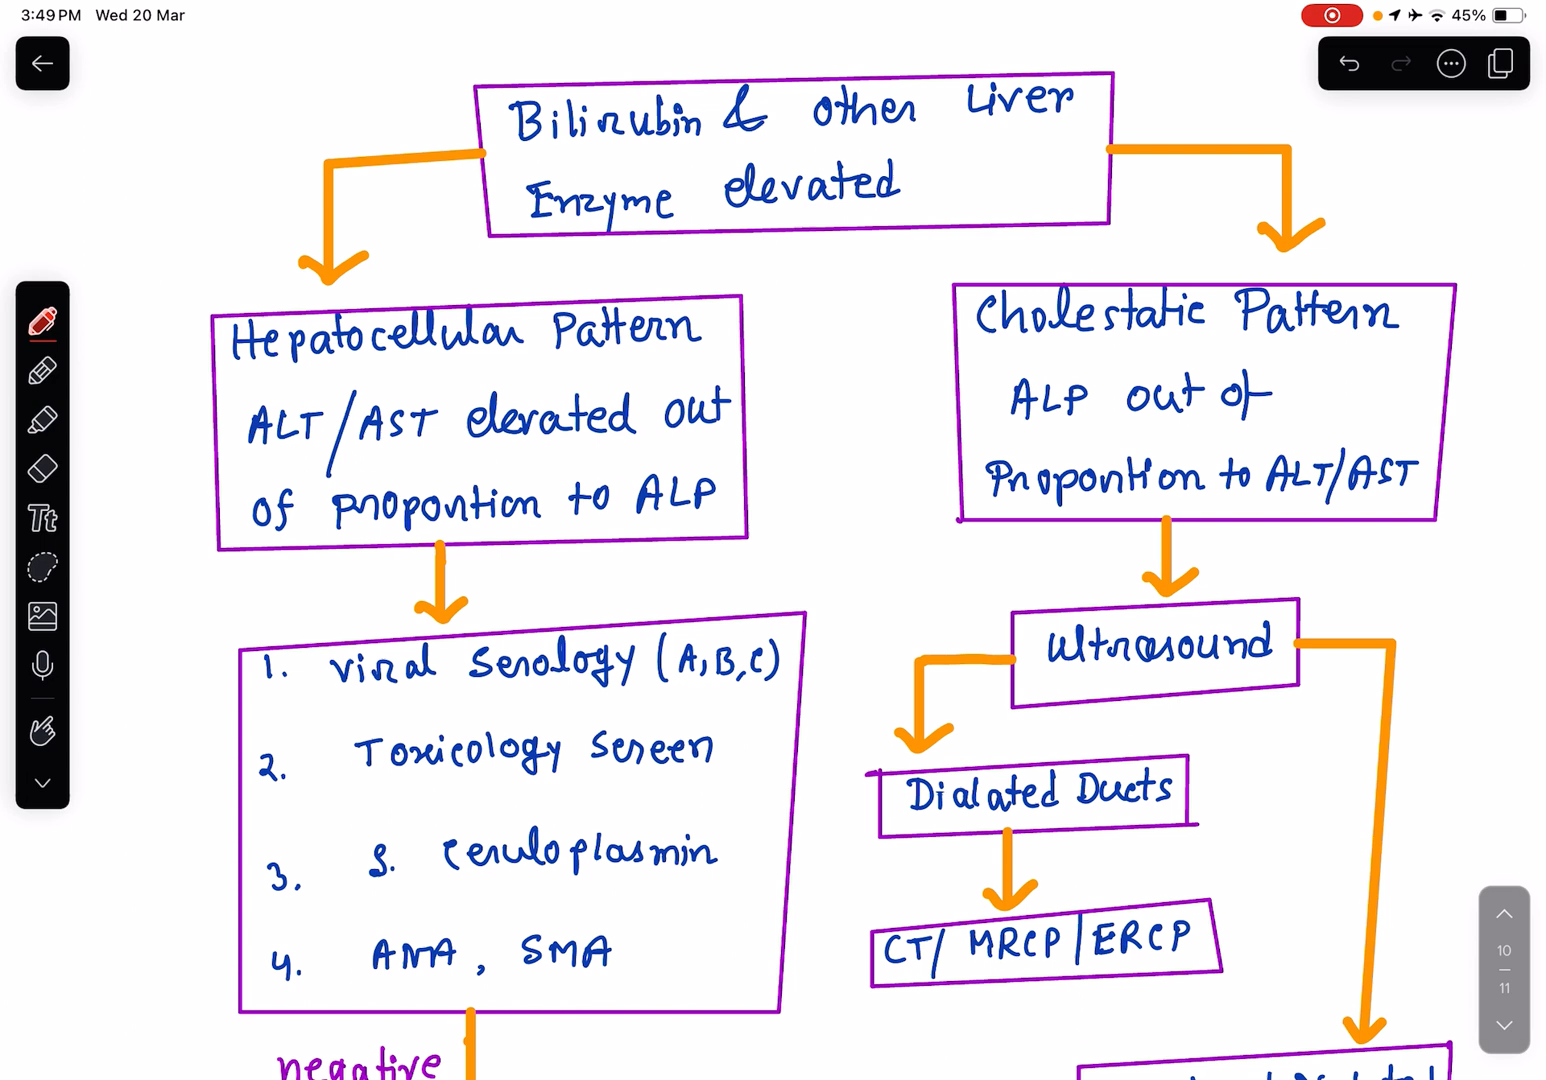 3:49 PM Wed 20 Mar
45%
Bilirubin & other Liver
Enzyme elevated
Hepatocellular Pattern
ALT/AST elevated out
of proportion to ALP
Cholestatic Pattern
ALP out of
Proportion to ALT/AST
1. Viral Serology (A,B,C)
2. Toxicology Screen
3. S. Ceruloplasmin
4. ANA, SMA
negative
Ultrasound
Dialated Ducts
CT/ MRCP/ERCP
Tt
10
11